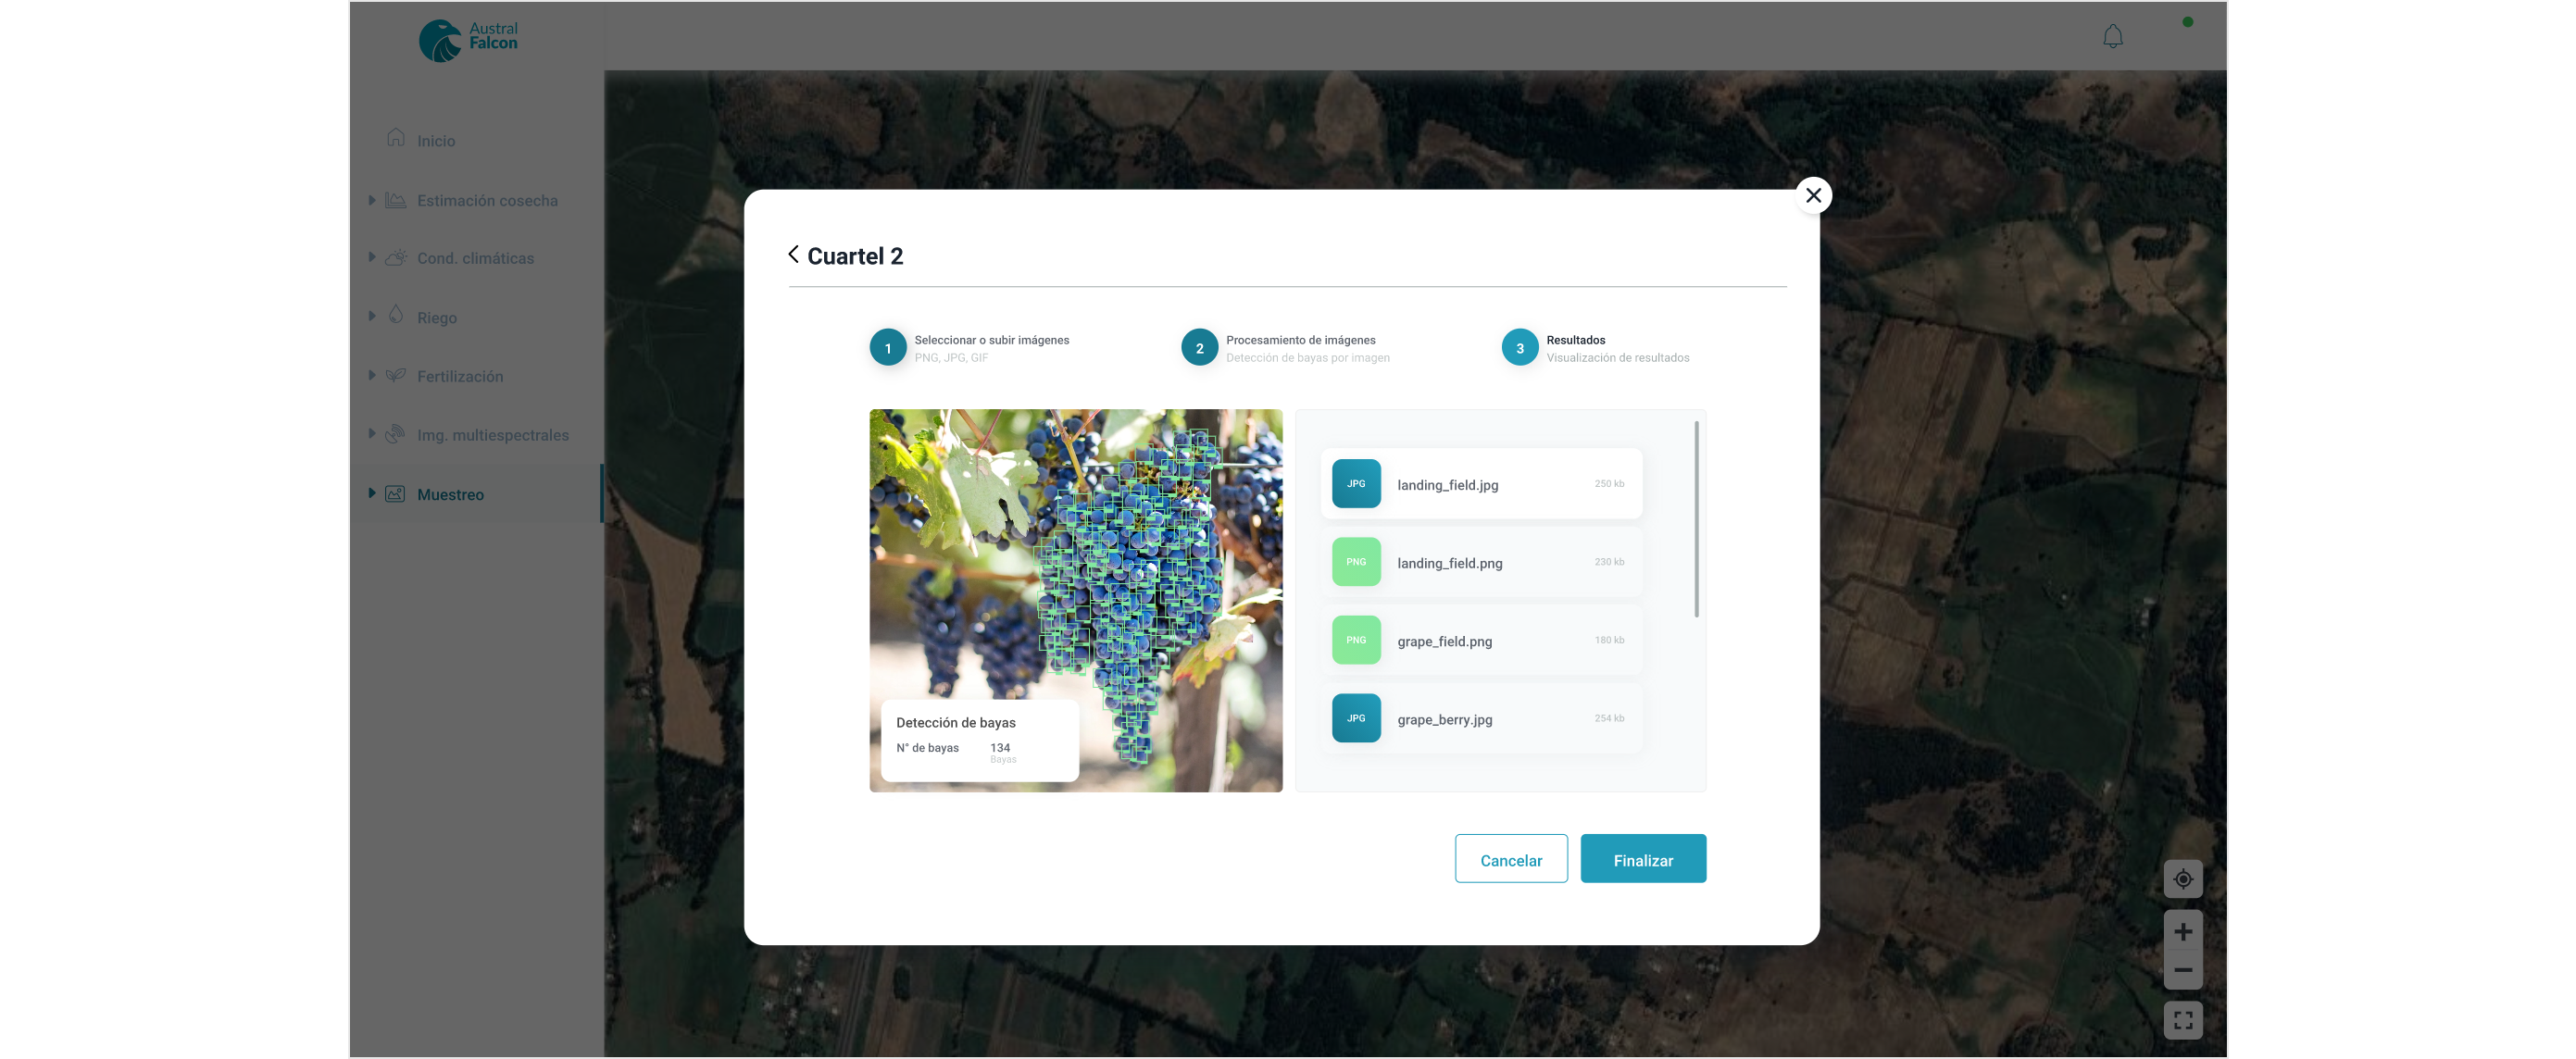 Austral
Falcon
Inicio
Estimación cosecha
Cond. climáticas
Riego
Fertilización
Img. multiespectrales
Muestreo
Cuartel 2
1
Seleccionar o subir imágenes
PNG, JPG, GIF
2
Procesamiento de imágenes
Detección de bayas por imagen
3
Resultados
Visualización de resultados
Detección de bayas
N° de bayas 134
Bayas
JPG landing_field.jpg 250 kb
PNG landing_field.png 230 kb
PNG grape_field.png 180 kb
JPG grape_berry.jpg 254 kb
Cancelar
Finalizar